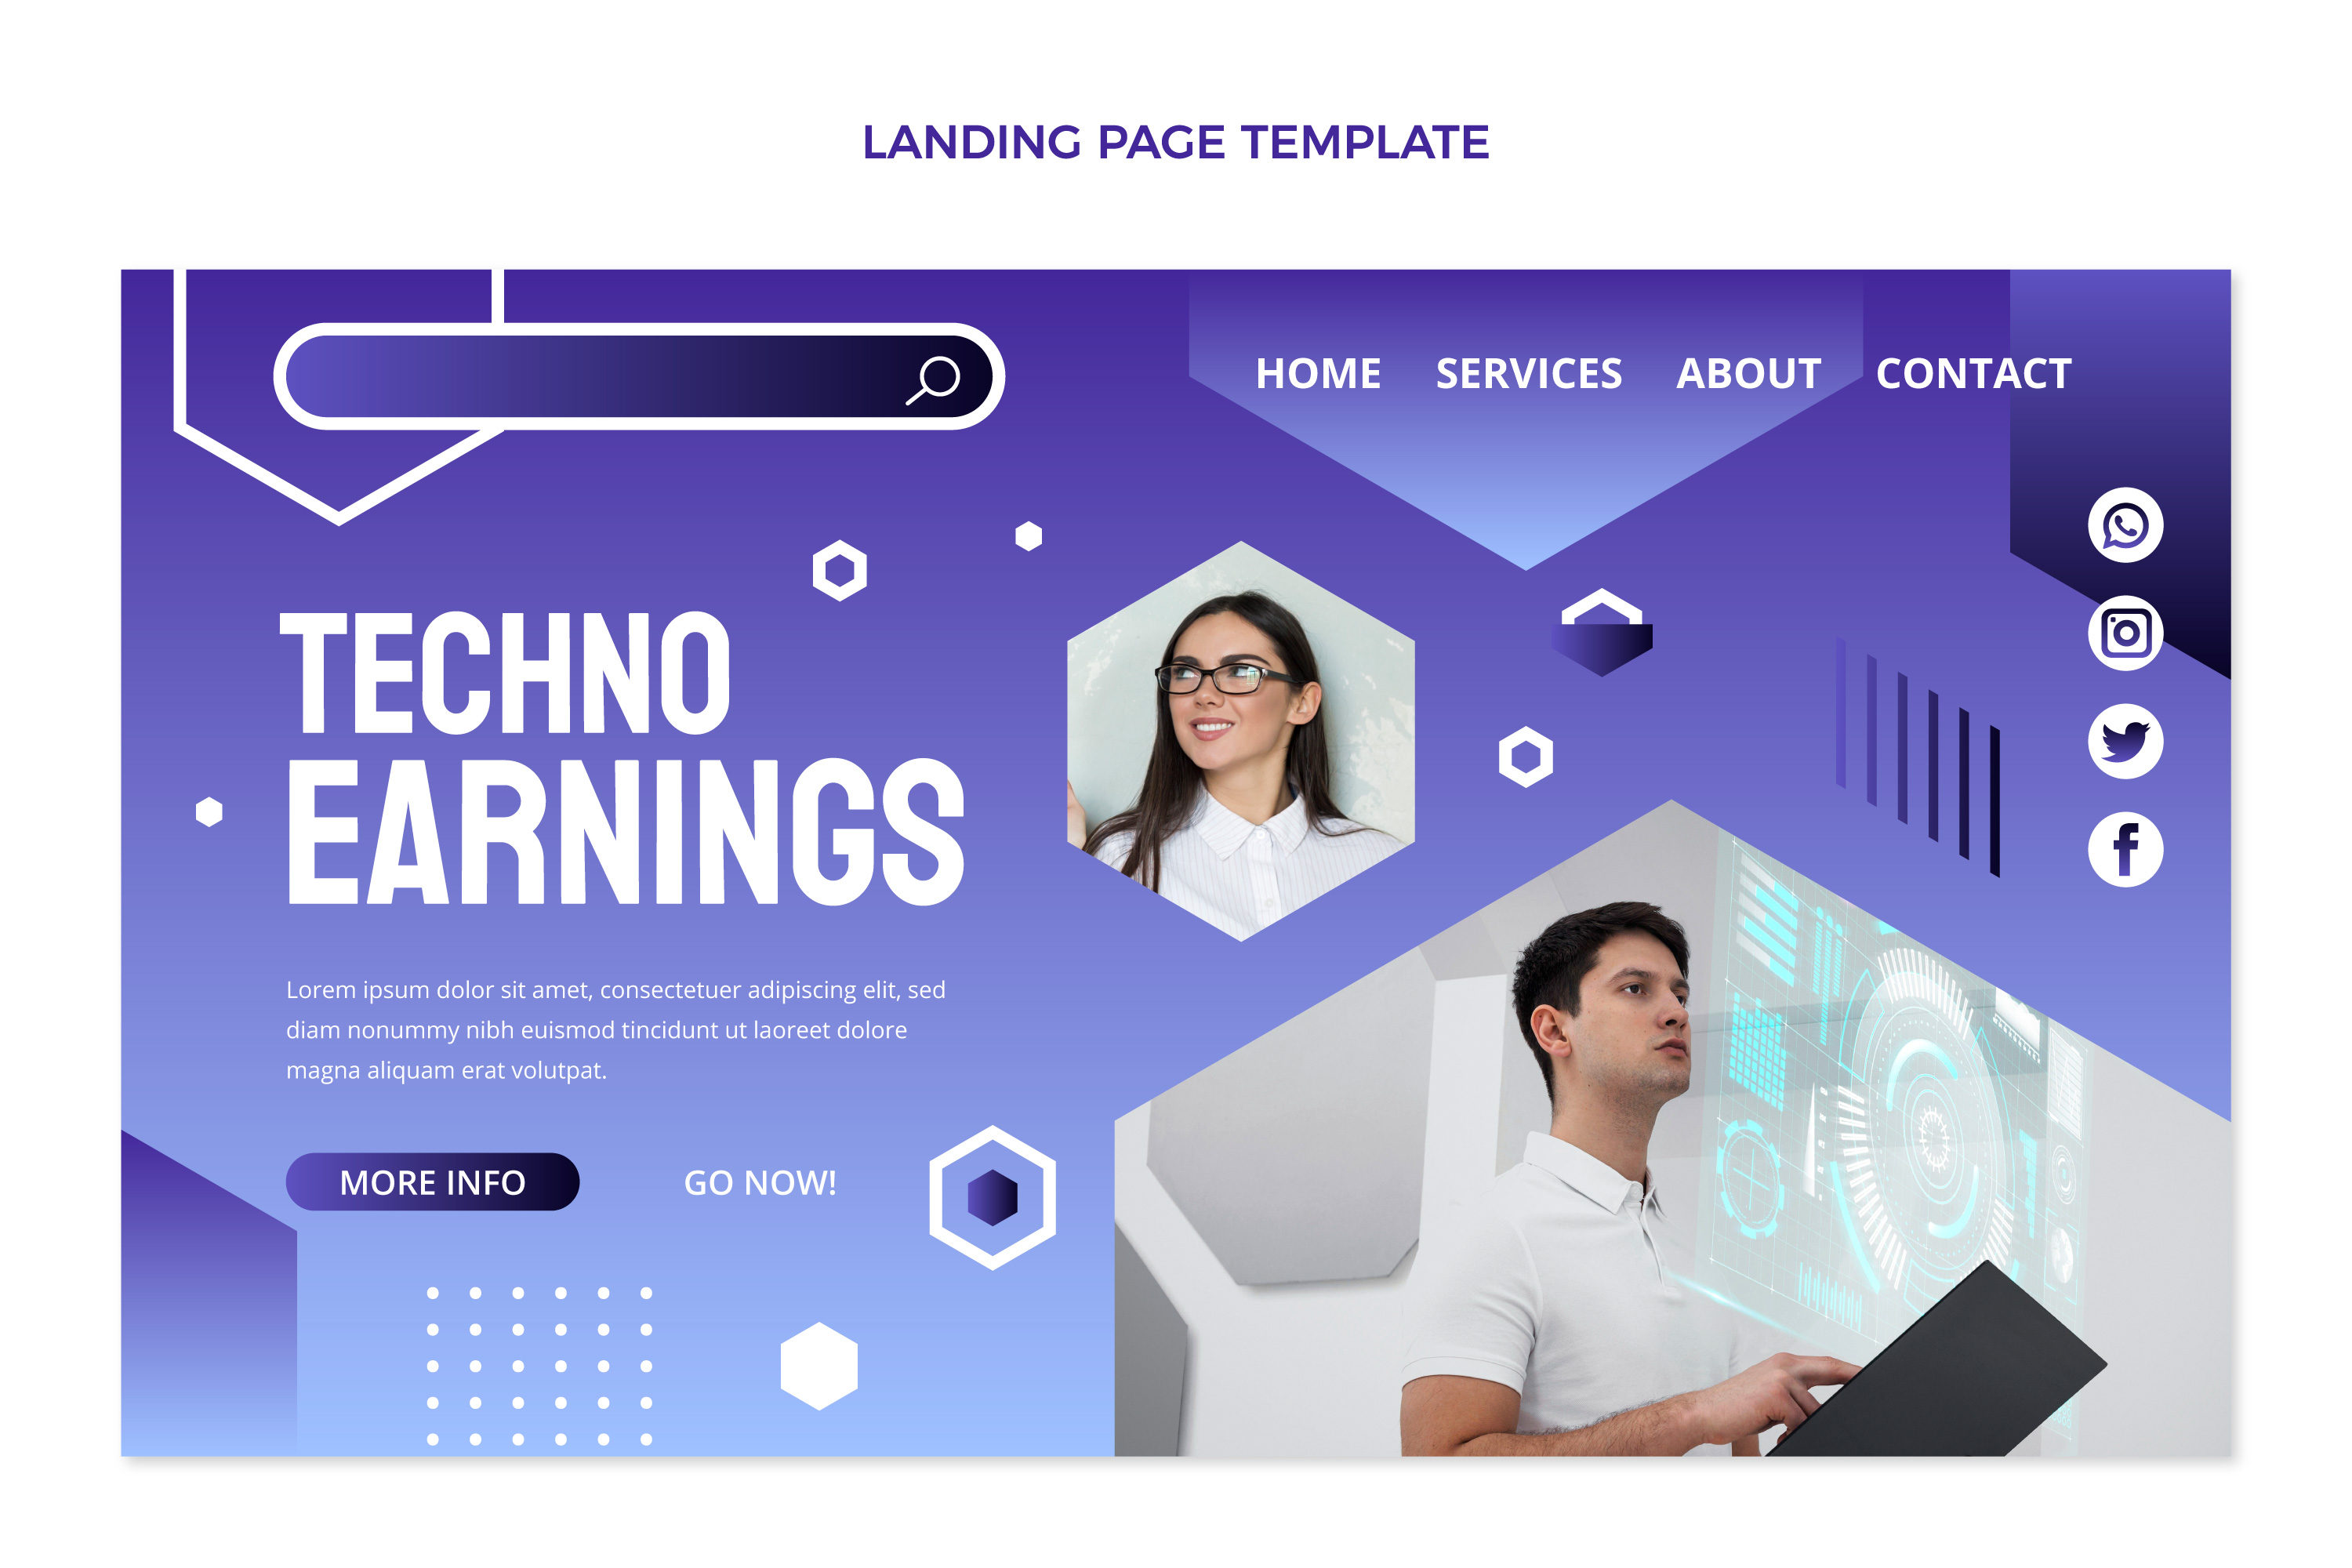 LANDING PAGE TEMPLATE
HOME SERVICES ABOUT CONTACT
TECHNO
EARNINGS
Lorem ipsum dolor sit amet, consectetuer adipiscing elit, sed
diam nonummy nibh euismod tincidunt ut laoreet dolore
magna aliquam erat volutpat.
MORE INFO
GO NOW!